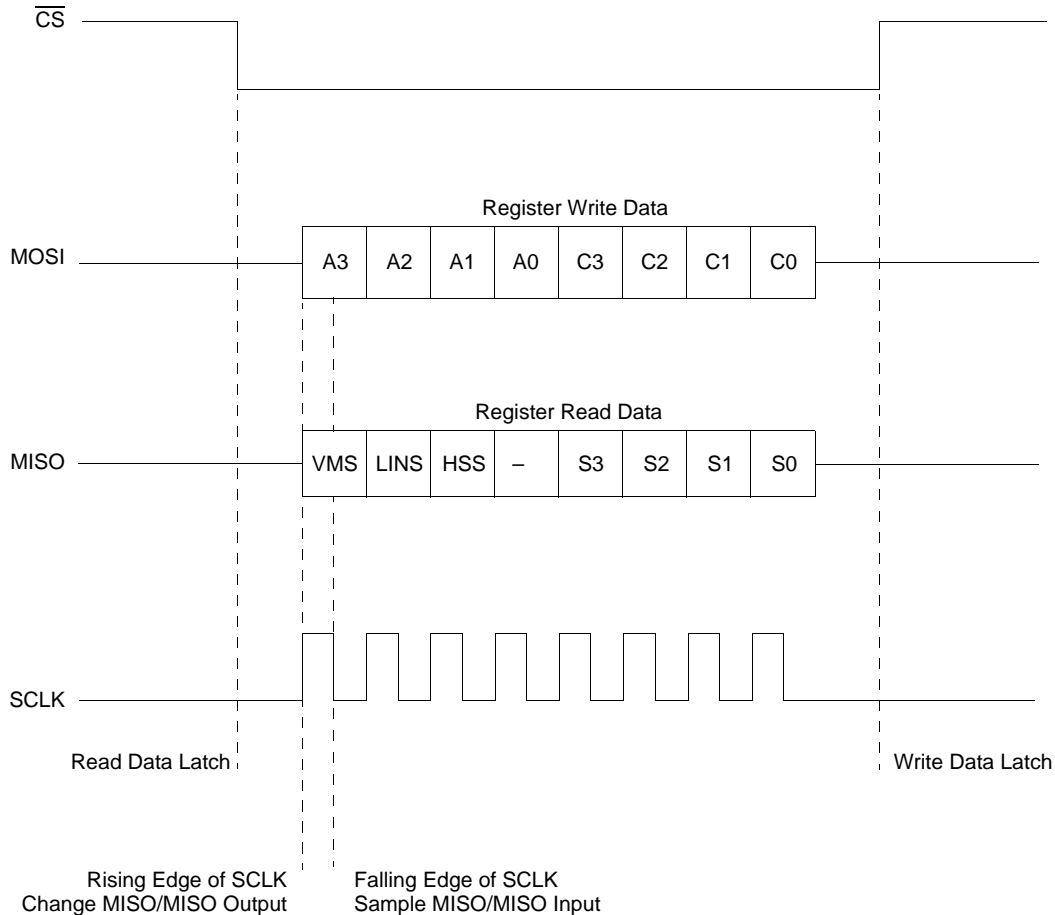 CS
Register Write Data
MOSI
A3 A2 A1 A0 C3 C2 C1 C0
Register Read Data
MISO
VMS LINS HSS – S3 S2 S1 S0
SCLK
Read Data Latch
Write Data Latch
Rising Edge of SCLK
Change MISO/MISO Output
Falling Edge of SCLK
Sample MISO/MISO Input